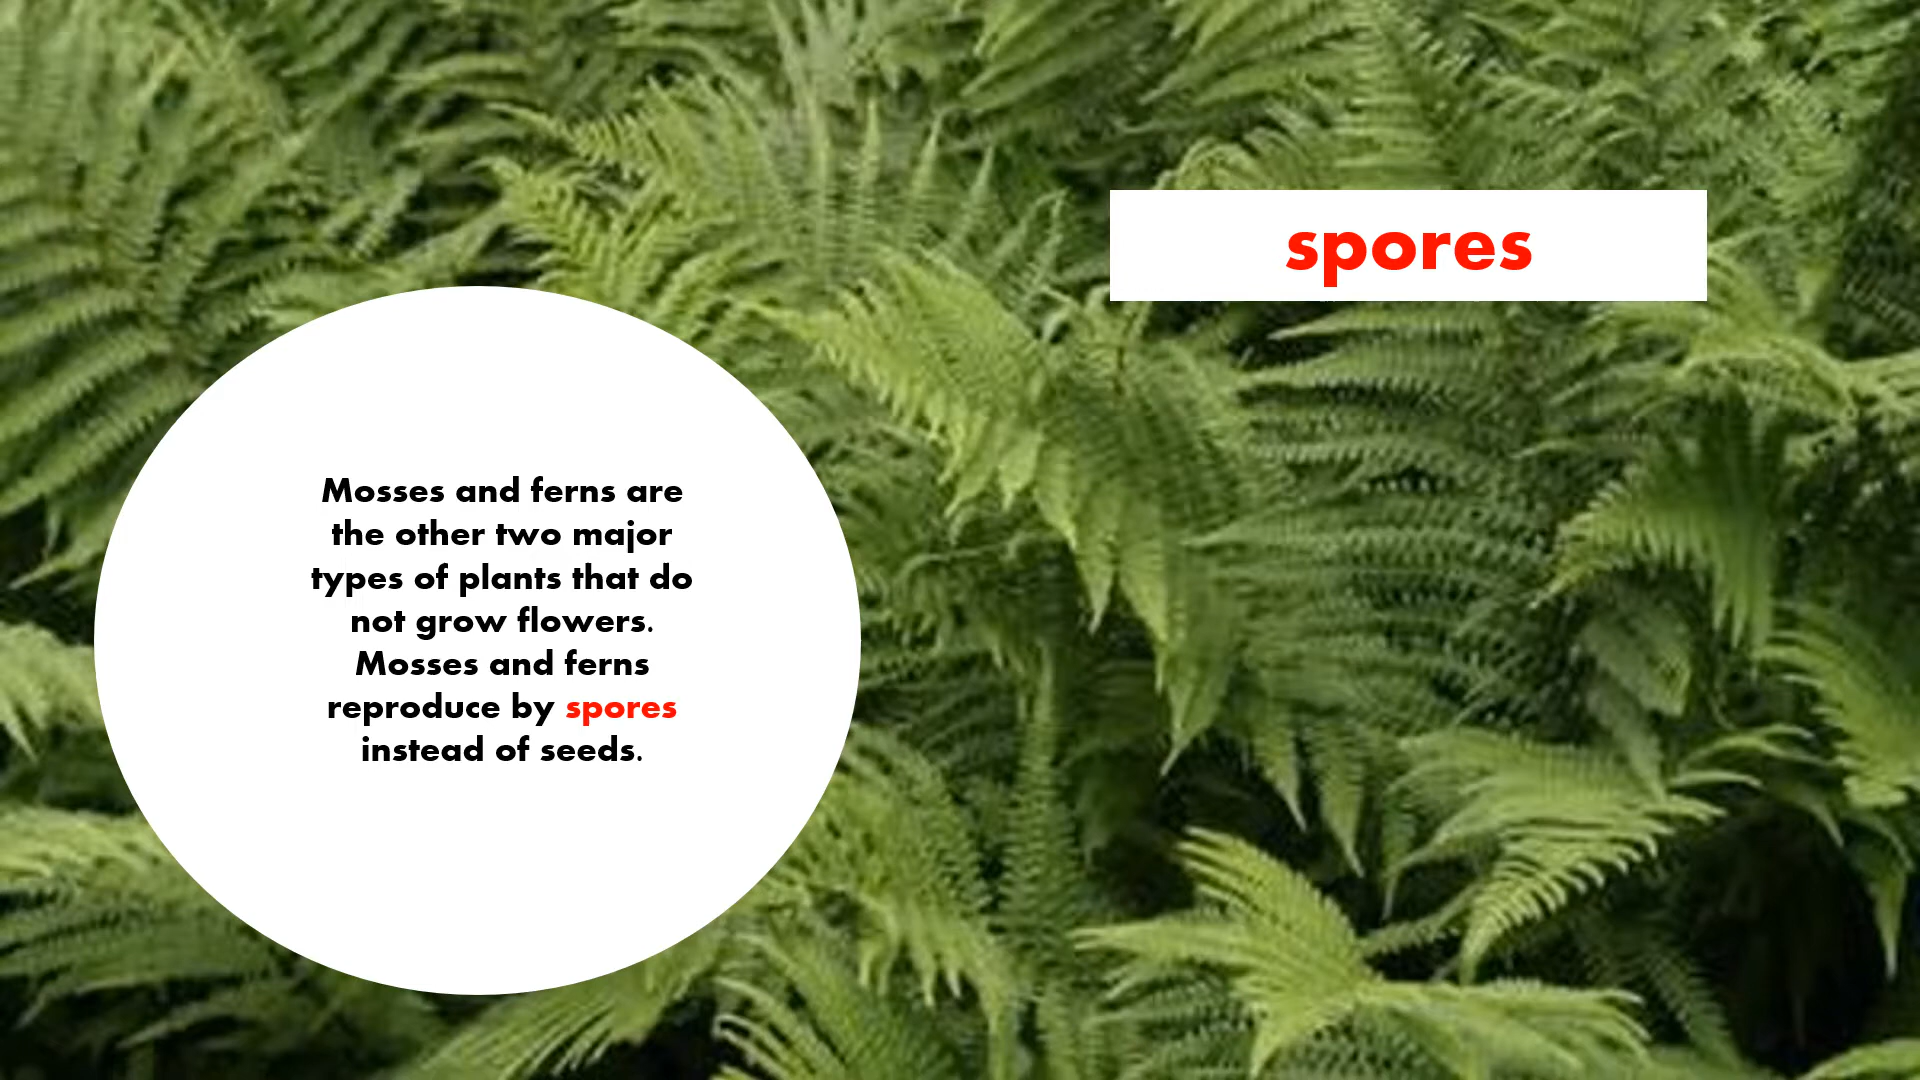 spores
Mosses and ferns are
the other two major
types of plants that do
not grow flowers.
Mosses and ferns
reproduce by spores
instead of seeds.